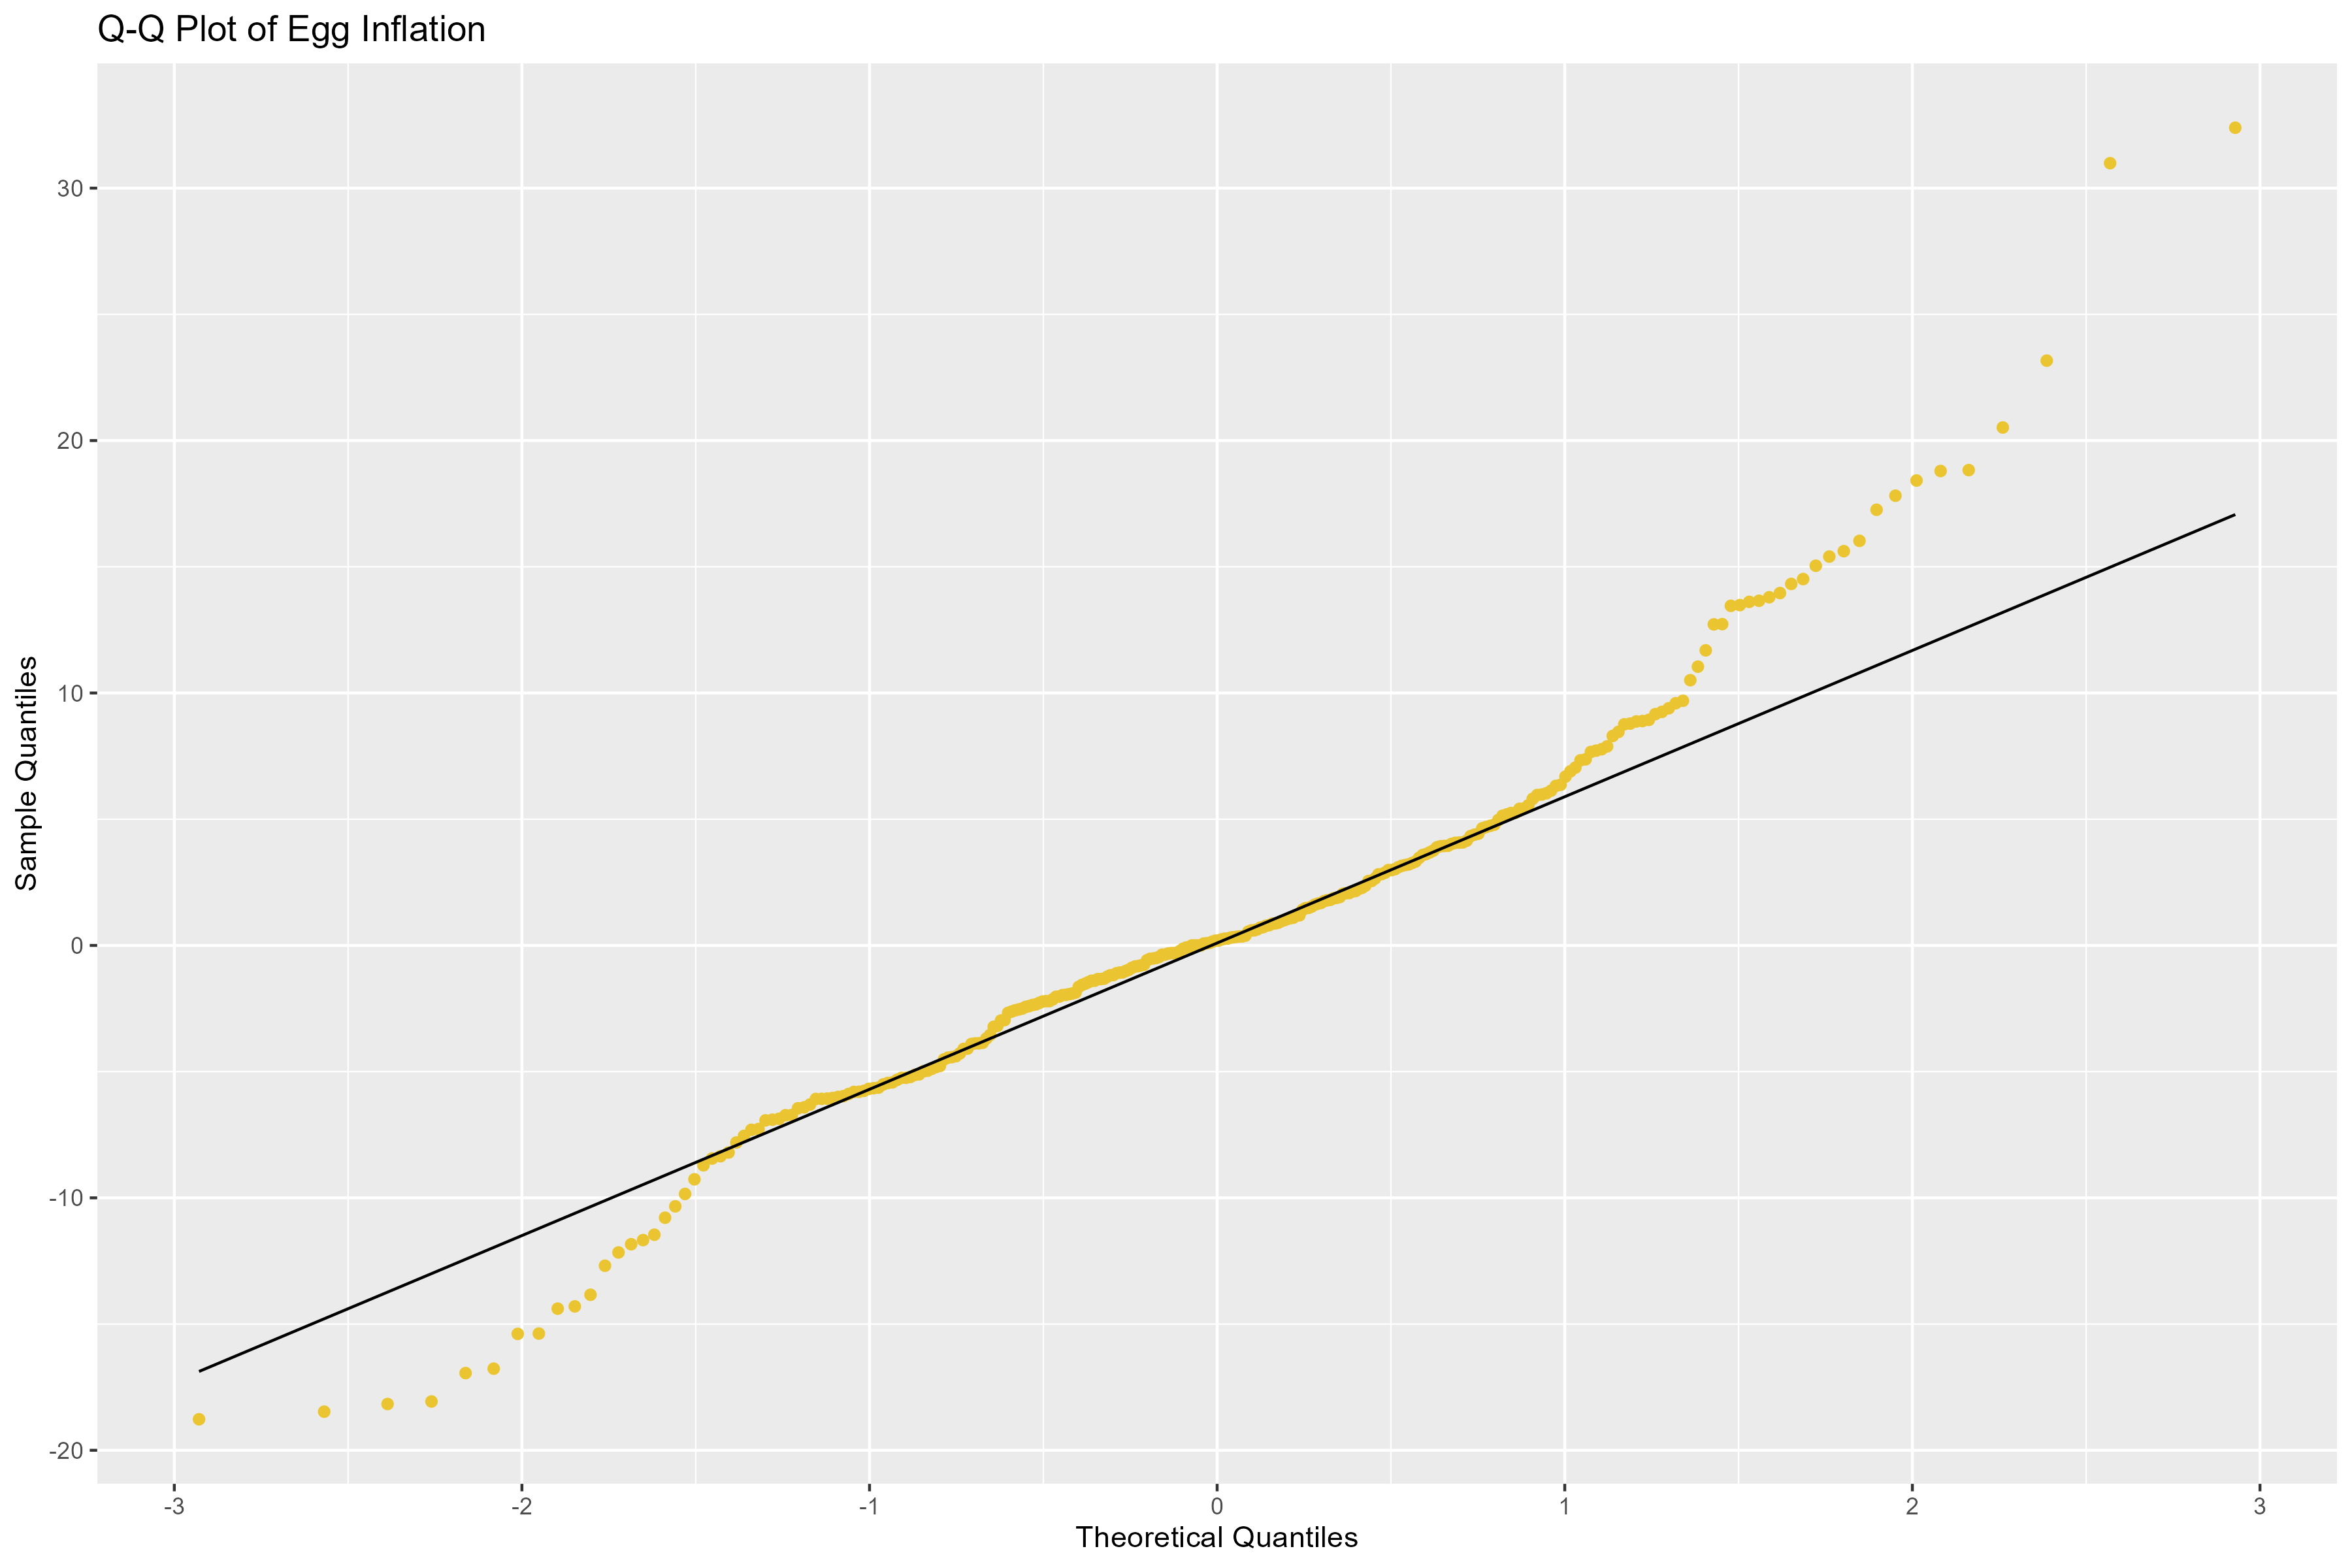 Q-Q Plot of Egg Inflation
30
20
10
0
-10
-20
Sample Quantiles
-3 -2 -1 0 1 2 3
Theoretical Quantiles